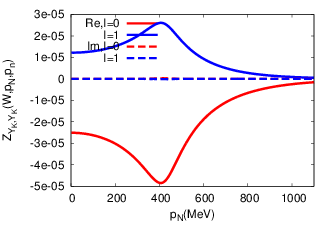 3e-05
2e-05
1e-05
0
-1e-05
-2e-05
-3e-05
-4e-05
-5e-05
Re,I=0
I=1
Im,I=0
I=1
0 200 400 600 800 1000
p_N(MeV)
Z_{Y_K,Y_K}(W,p_N,p_n)